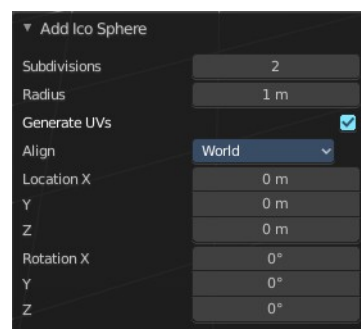 Add Ico Sphere
Subdivisions 2
Radius 1 m
Generate UVs
Align World
Location X 0 m
Y 0 m
Z 0 m
Rotation X 0°
Y 0°
Z 0°